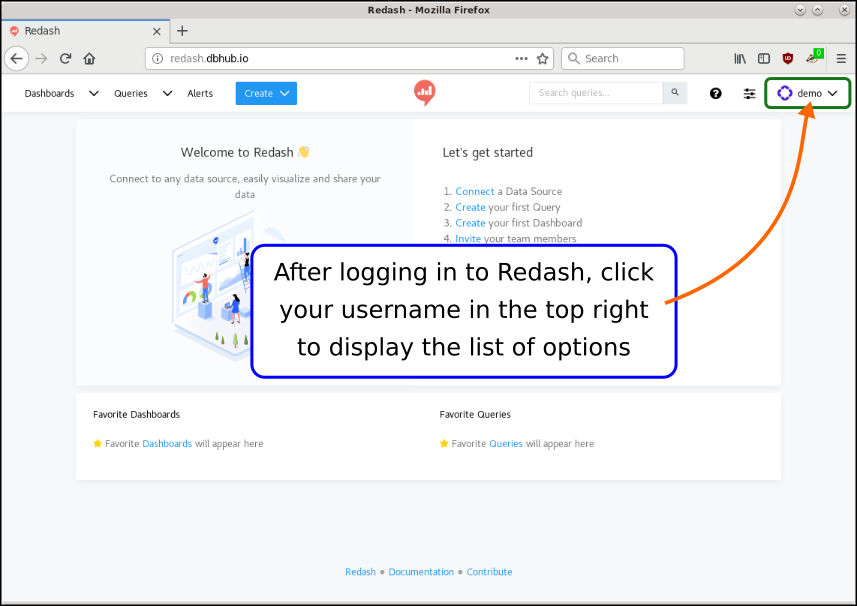 Redash - Mozilla Firefox
Redash
redash.dbhub.io
Search
0
Dashboards
Queries
Alerts
Create
Search queries...
demo
Welcome to Redash 👋
Connect to any data source, easily visualize and share your
data
Let's get started
1. Connect a Data Source
2. Create your first Query
3. Create your first Dashboard
4. Invite your team members
After logging in to Redash, click
your username in the top right
to display the list of options
Favorite Dashboards
Favorite Dashboards will appear here
Favorite Queries
Favorite Queries will appear here
Redash • Documentation • Contribute